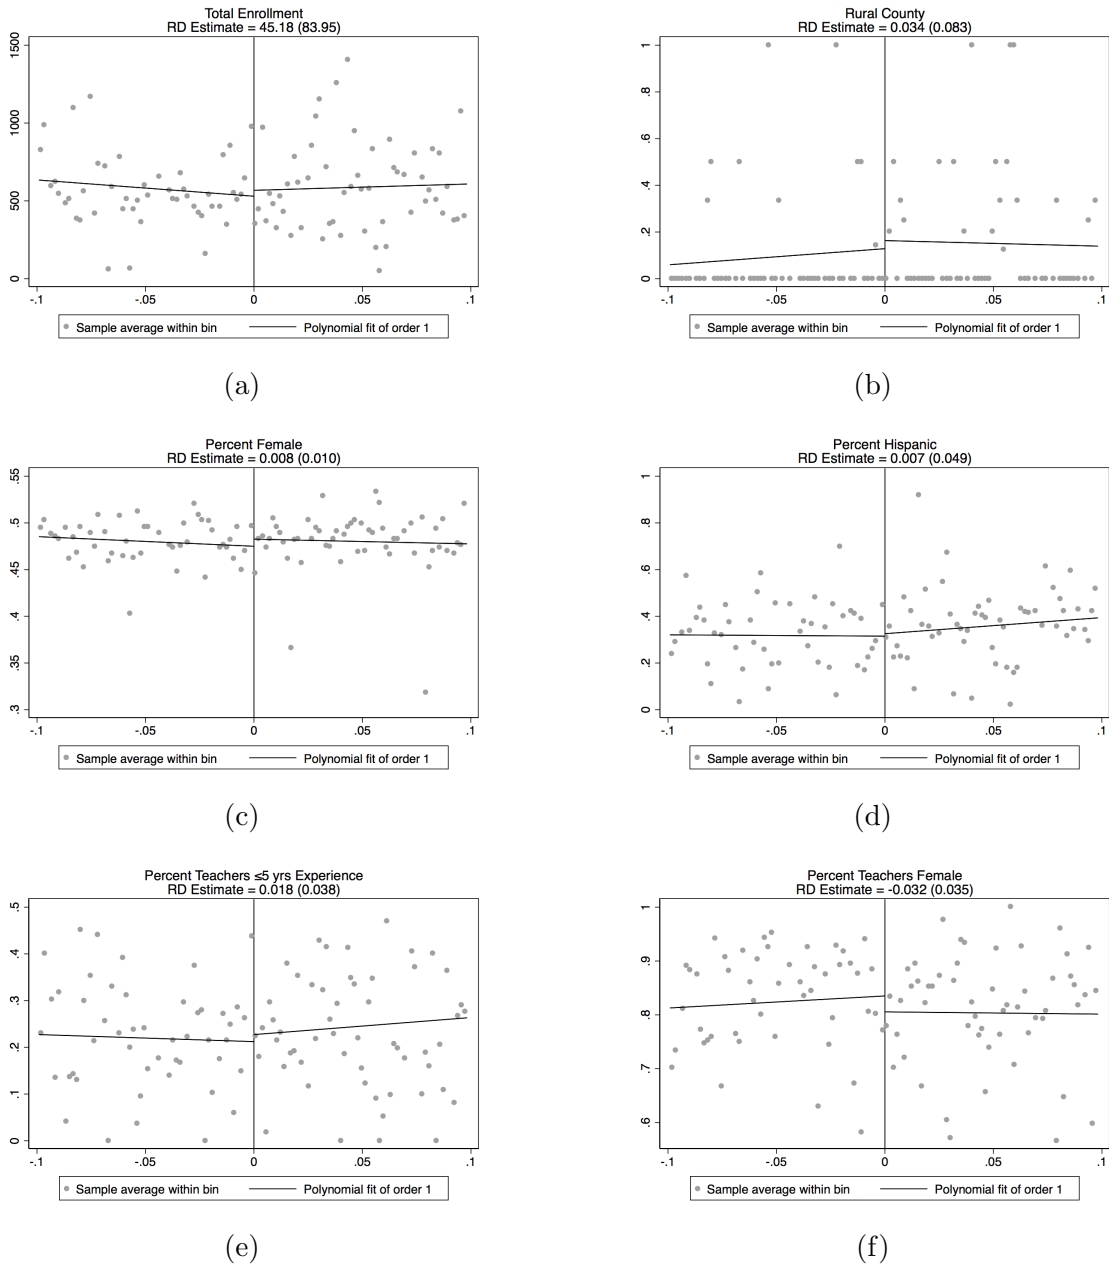 Total Enrollment
RD Estimate = 45.18 (83.95)
1500
1000
500
0
-.1 -.05 0 .05 .1
Sample average within bin Polynomial fit of order 1
(a)
Rural County
RD Estimate = 0.034 (0.083)
1
.8
.6
.4
.2
0
-.1 -.05 0 .05 .1
Sample average within bin Polynomial fit of order 1
(b)
Percent Female
RD Estimate = 0.008 (0.010)
.55
.5
.45
.4
.35
.3
-.1 -.05 0 .05 .1
Sample average within bin Polynomial fit of order 1
(c)
Percent Hispanic
RD Estimate = 0.007 (0.049)
1
.8
.6
.4
.2
0
-.1 -.05 0 .05 .1
Sample average within bin Polynomial fit of order 1
(d)
Percent Teachers ≤5 yrs Experience
RD Estimate = 0.018 (0.038)
.5
.4
.3
.2
.1
0
-.1 -.05 0 .05 .1
Sample average within bin Polynomial fit of order 1
(e)
Percent Teachers Female
RD Estimate = -0.032 (0.035)
1
.9
.8
.7
.6
-.1 -.05 0 .05 .1
Sample average within bin Polynomial fit of order 1
(f)